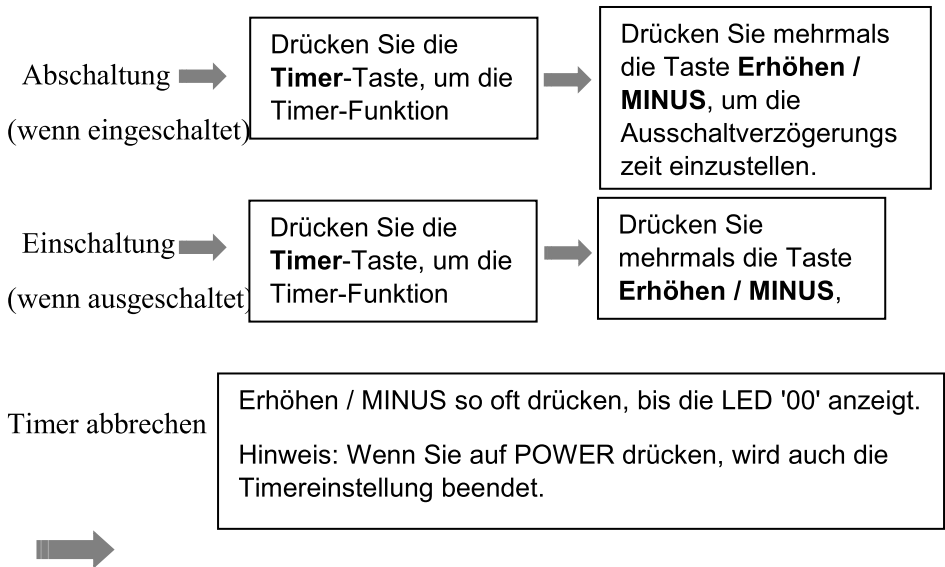 Abschaltung
(wenn eingeschaltet)
Drücken Sie die
Timer-Taste, um die
Timer-Funktion
Drücken Sie mehrmals
die Taste Erhöhen /
MINUS, um die
Ausschaltverzögerungs
zeit einzustellen.
Einschaltung
(wenn ausgeschaltet)
Drücken Sie die
Timer-Taste, um die
Timer-Funktion
Drücken Sie
mehrmals die Taste
Erhöhen / MINUS,
Timer abbrechen
Erhöhen / MINUS so oft drücken, bis die LED '00' anzeigt.
Hinweis: Wenn Sie auf POWER drücken, wird auch die
Timereinstellung beendet.